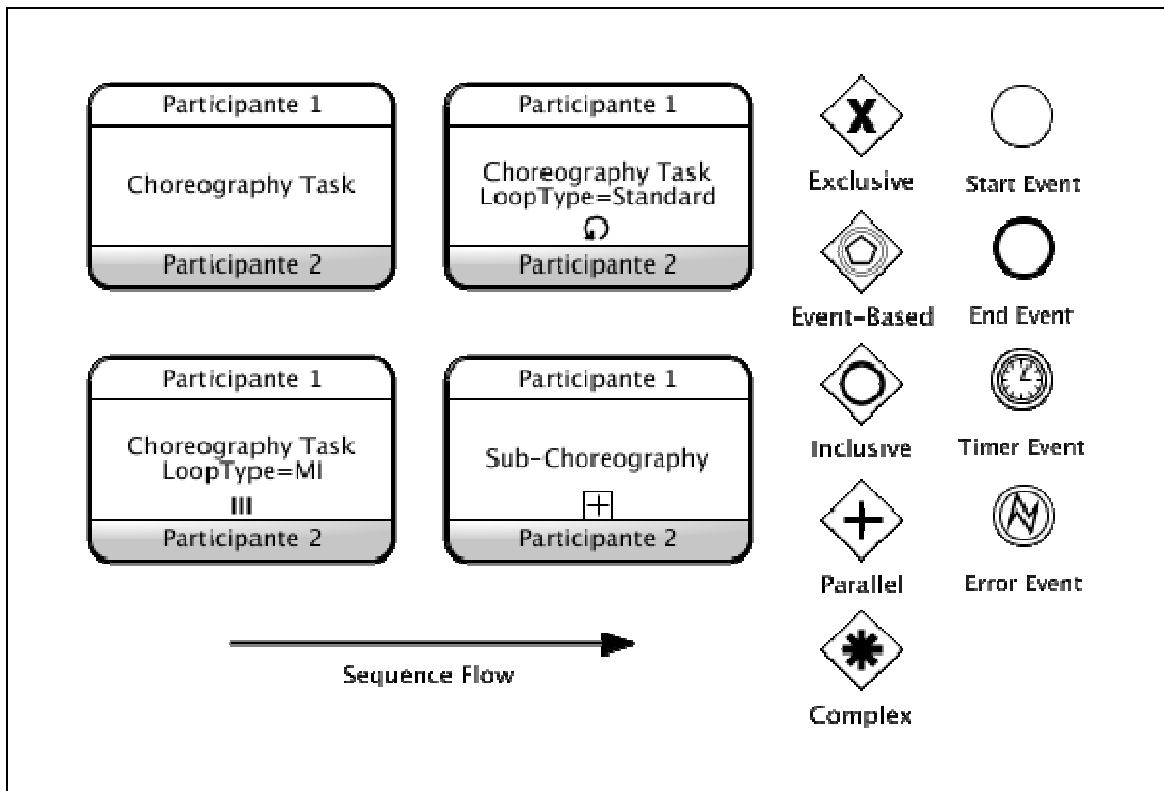 Participante 1
Choreography Task
Participante 2
Participante 1
Choreography Task
LoopType=Standard
Participante 2
Participante 1
Choreography Task
LoopType=MI
Participante 2
Participante 1
Sub-Choreography
Participante 2
Sequence Flow
X
Exclusive
Event-Based
Inclusive
Parallel
Complex
Start Event
End Event
Timer Event
Error Event